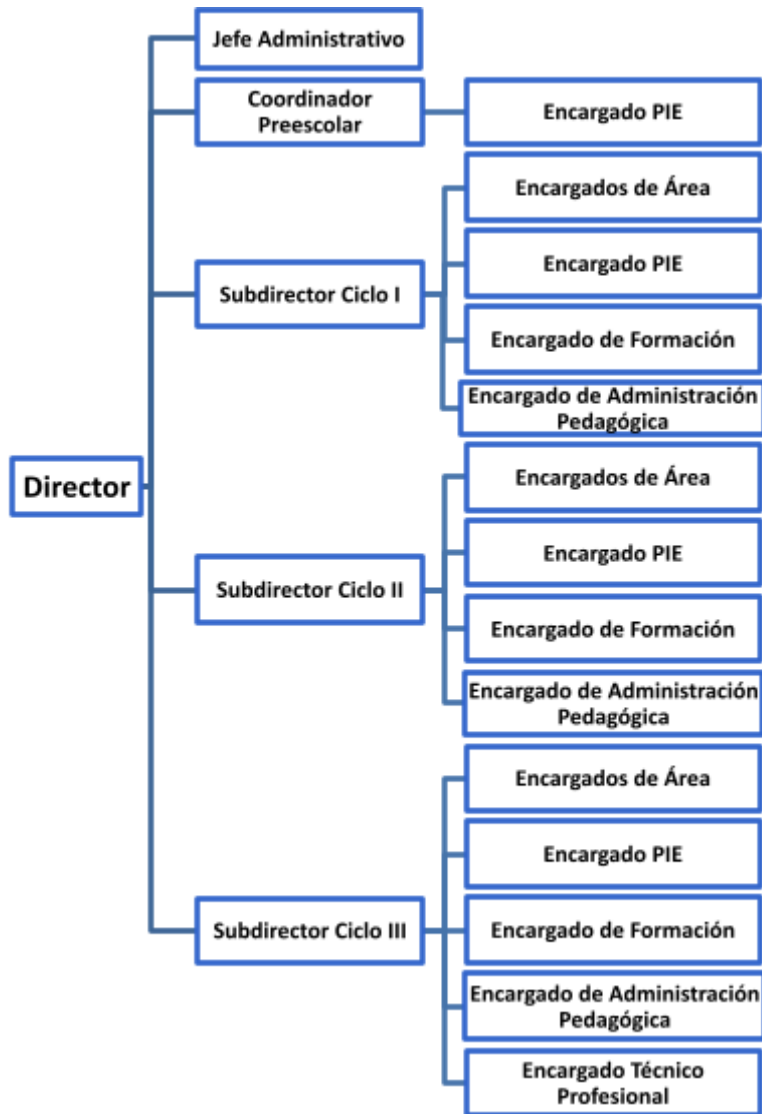 Jefe Administrativo
Coordinador
Preescolar
Encargado PIE
Encargados de Área
Encargado PIE
Subdirector Ciclo I
Encargado de Formación
Encargado de Administración
Pedagógica
Director
Encargados de Área
Encargado PIE
Subdirector Ciclo II
Encargado de Formación
Encargado de Administración
Pedagógica
Encargados de Área
Encargado PIE
Subdirector Ciclo III
Encargado de Formación
Encargado de Administración
Pedagógica
Encargado Técnico
Profesional